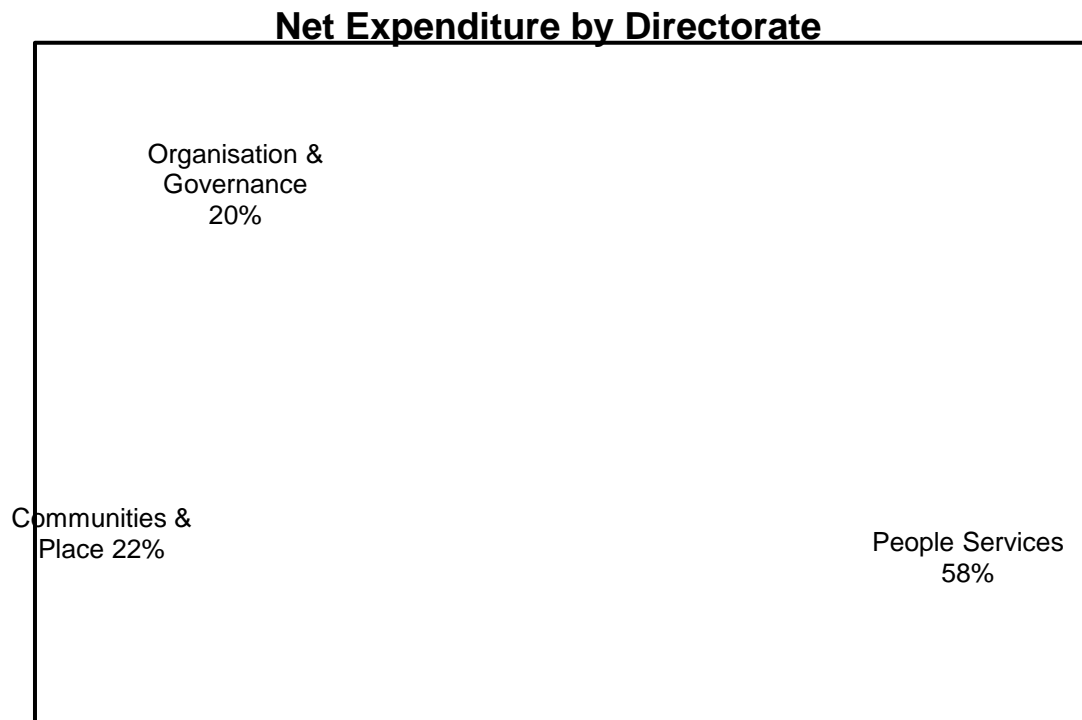 Net Expenditure by Directorate
Organisation &
Governance
20%
Communities &
Place 22%
People Services
58%